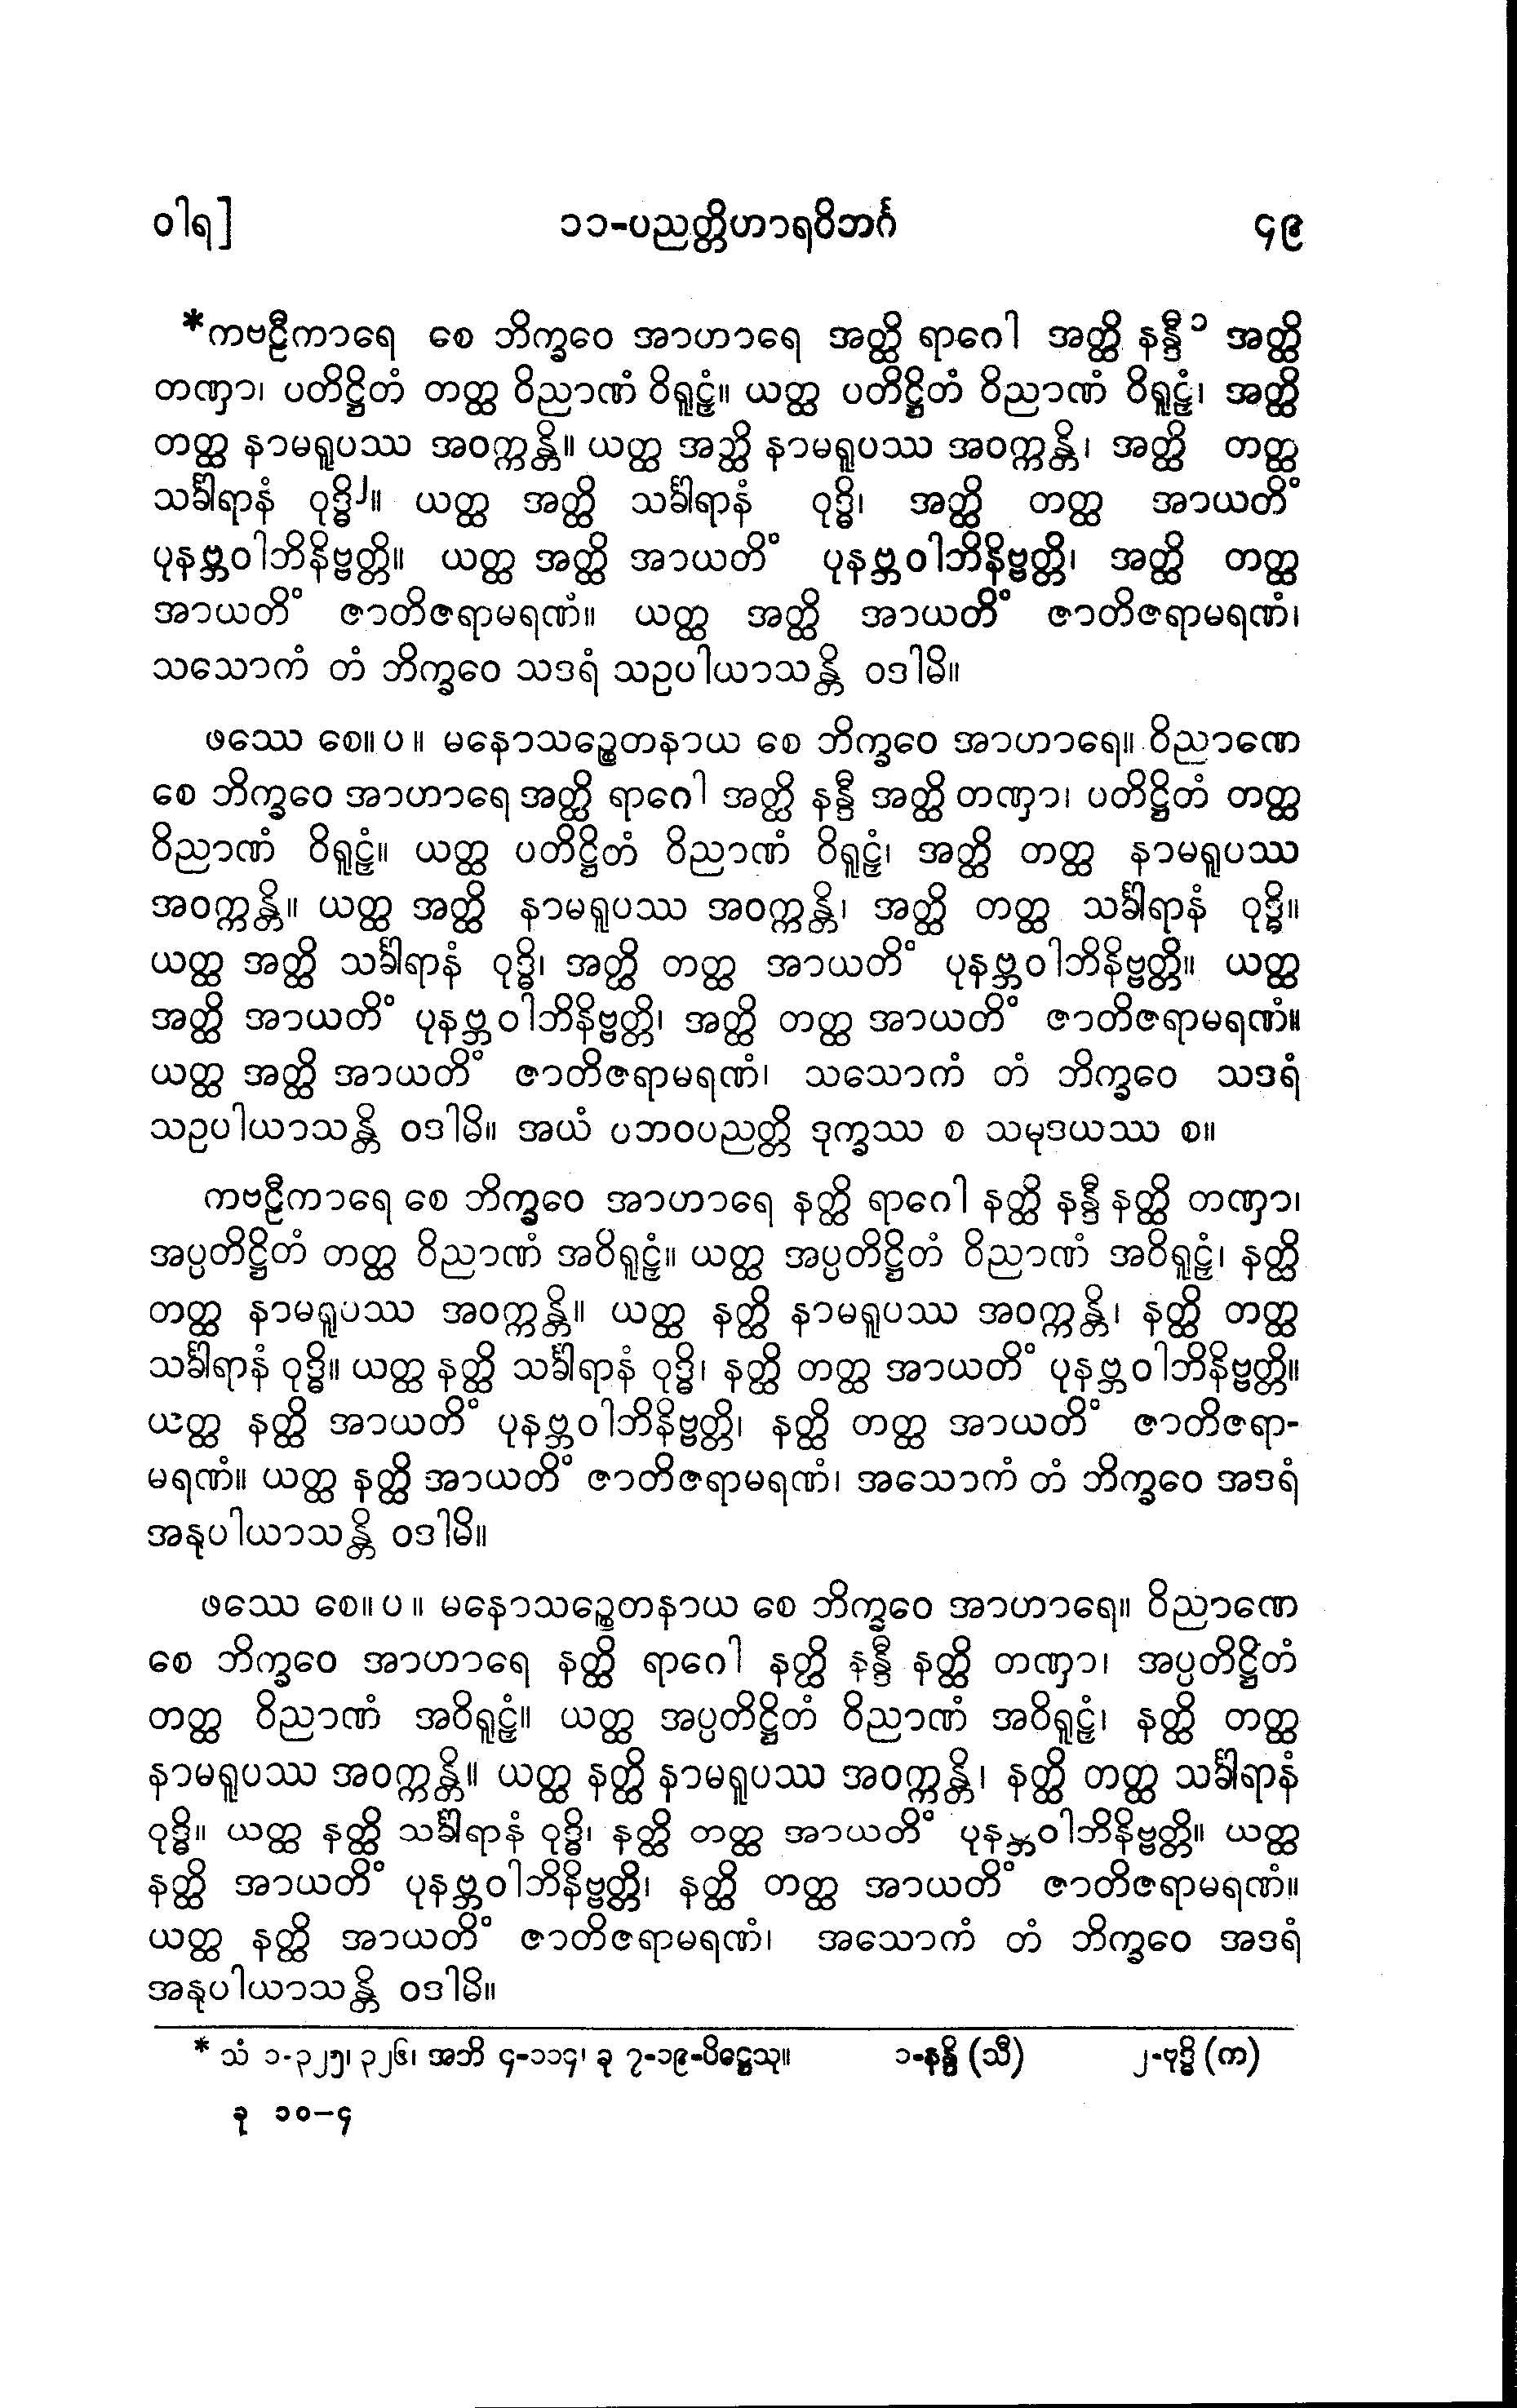 ဝါရ]
၁၁-ပညတ္တိဟာရဝိဘင်္ဂ
၄၉
*ကဗဠီကာရေ စေ ဘိက္ခဝေ အာဟာရေ အတ္ထိ ရာဂေါ အတ္ထိ နန္ဒီ၁ အတ္ထိ
တဏှာ၊ ပတိဋ္ဌိတံ တတ္ထ ဝိညာဏံ ဝိရူဠှံ။ ယတ္ထ ပတိဋ္ဌိတံ ဝိညာဏံ ဝိရူဠှံ၊ အတ္ထိ
တတ္ထ နာမရူပဿ အဝက္ကန္တိ။ ယတ္ထ အတ္ထိ နာမရူပဿ အဝက္ကန္တိ၊ အတ္ထိ တတ္ထ
သင်္ခါရာနံ ဝုဒ္ဓိ၂။ ယတ္ထ အတ္ထိ သင်္ခါရာနံ ဝုဒ္ဓိ၊ အတ္ထိ တတ္ထ အာယတိံ
ပုနဗ္ဘဝါဘိနိဗ္ဗတ္တိ။ ယတ္ထ အတ္ထိ အာယတိံ ပုနဗ္ဘဝါဘိနိဗ္ဗတ္တိ၊ အတ္ထိ တတ္ထ
အာယတိံ ဇာတိဇရာမရဏံ။ ယတ္ထ အတ္ထိ အာယတိံ ဇာတိဇရာမရဏံ၊
သသောကံ တံ ဘိက္ခဝေ သဒရံ သဥပါယာသန္တိ ဝဒါမိ။
ဖဿေ စေ။ ပ ။ မနောသဉ္စေတနာယ စေ ဘိက္ခဝေ အာဟာရေ။ ဝိညာဏေ
စေ ဘိက္ခဝေ အာဟာရေ အတ္ထိ ရာဂေါ အတ္ထိ နန္ဒီ အတ္ထိ တဏှာ၊ ပတိဋ္ဌိတံ တတ္ထ
ဝိညာဏံ ဝိရူဠှံ။ ယတ္ထ ပတိဋ္ဌိတံ ဝိညာဏံ ဝိရူဠှံ၊ အတ္ထိ တတ္ထ နာမရူပဿ
အဝက္ကန္တိ။ ယတ္ထ အတ္ထိ နာမရူပဿ အဝက္ကန္တိ၊ အတ္ထိ တတ္ထ သင်္ခါရာနံ ဝုဒ္ဓိ။
ယတ္ထ အတ္ထိ သင်္ခါရာနံ ဝုဒ္ဓိ၊ အတ္ထိ တတ္ထ အာယတိံ ပုနဗ္ဘဝါဘိနိဗ္ဗတ္တိ။ ယတ္ထ
အတ္ထိ အာယတိံ ပုနဗ္ဘဝါဘိနိဗ္ဗတ္တိ၊ အတ္ထိ တတ္ထ အာယတိံ ဇာတိဇရာမရဏံ။
ယတ္ထ အတ္ထိ အာယတိံ ဇာတိဇရာမရဏံ၊ သသောကံ တံ ဘိက္ခဝေ သဒရံ
သဥပါယာသန္တိ ဝဒါမိ။ အယံ ပဘဝပညတ္တိ ဒုက္ခဿ စ သမုဒယဿ စ။
ကဗဠီကာရေ စေ ဘိက္ခဝေ အာဟာရေ နတ္ထိ ရာဂေါ နတ္ထိ နန္ဒီ နတ္ထိ တဏှာ၊
အပ္ပတိဋ္ဌိတံ တတ္ထ ဝိညာဏံ အဝိရူဠှံ။ ယတ္ထ အပ္ပတိဋ္ဌိတံ ဝိညာဏံ အဝိရူဠှံ၊ နတ္ထိ
တတ္ထ နာမရူပဿ အဝက္ကန္တိ။ ယတ္ထ နတ္ထိ နာမရူပဿ အဝက္ကန္တိ၊ နတ္ထိ တတ္ထ
သင်္ခါရာနံ ဝုဒ္ဓိ။ ယတ္ထ နတ္ထိ သင်္ခါရာနံ ဝုဒ္ဓိ၊ နတ္ထိ တတ္ထ အာယတိံ ပုနဗ္ဘဝါဘိနိဗ္ဗတ္တိ။
ယတ္ထ နတ္ထိ အာယတိံ ပုနဗ္ဘဝါဘိနိဗ္ဗတ္တိ၊ နတ္ထိ တတ္ထ အာယတိံ ဇာတိဇရာ-
မရဏံ။ ယတ္ထ နတ္ထိ အာယတိံ ဇာတိဇရာမရဏံ၊ အသောကံ တံ ဘိက္ခဝေ အဒရံ
အနုပါယာသန္တိ ဝဒါမိ။
ဖဿေ စေ။ ပ ။ မနောသဉ္စေတနာယ စေ ဘိက္ခဝေ အာဟာရေ။ ဝိညာဏေ
စေ ဘိက္ခဝေ အာဟာရေ နတ္ထိ ရာဂေါ နတ္ထိ နန္ဒီ နတ္ထိ တဏှာ၊ အပ္ပတိဋ္ဌိတံ
တတ္ထ ဝိညာဏံ အဝိရူဠှံ။ ယတ္ထ အပ္ပတိဋ္ဌိတံ ဝိညာဏံ အဝိရူဠှံ၊ နတ္ထိ တတ္ထ
နာမရူပဿ အဝက္ကန္တိ။ ယတ္ထ နတ္ထိ နာမရူပဿ အဝက္ကန္တိ၊ နတ္ထိ တတ္ထ သင်္ခါရာနံ
ဝုဒ္ဓိ။ ယတ္ထ နတ္ထိ သင်္ခါရာနံ ဝုဒ္ဓိ၊ နတ္ထိ တတ္ထ အာယတိံ ပုနဗ္ဘဝါဘိနိဗ္ဗတ္တိ။ ယတ္ထ
နတ္ထိ အာယတိံ ပုနဗ္ဘဝါဘိနိဗ္ဗတ္တိ၊ နတ္ထိ တတ္ထ အာယတိံ ဇာတိဇရာမရဏံ။
ယတ္ထ နတ္ထိ အာယတိံ ဇာတိဇရာမရဏံ၊ အသောကံ တံ ဘိက္ခဝေ အဒရံ
အနုပါယာသန္တိ ဝဒါမိ။
* သံ ၁-၃၂၅၊ ၃၂၆၊ အဘိ ၄-၁၁၄၊ ခု ၇-၁၉-ပိဋ္ဌေသု။
၁-နန္ဒိ (သီ)
၂-ဗုဒ္ဓိ (က)
ခု ၁၀−၄